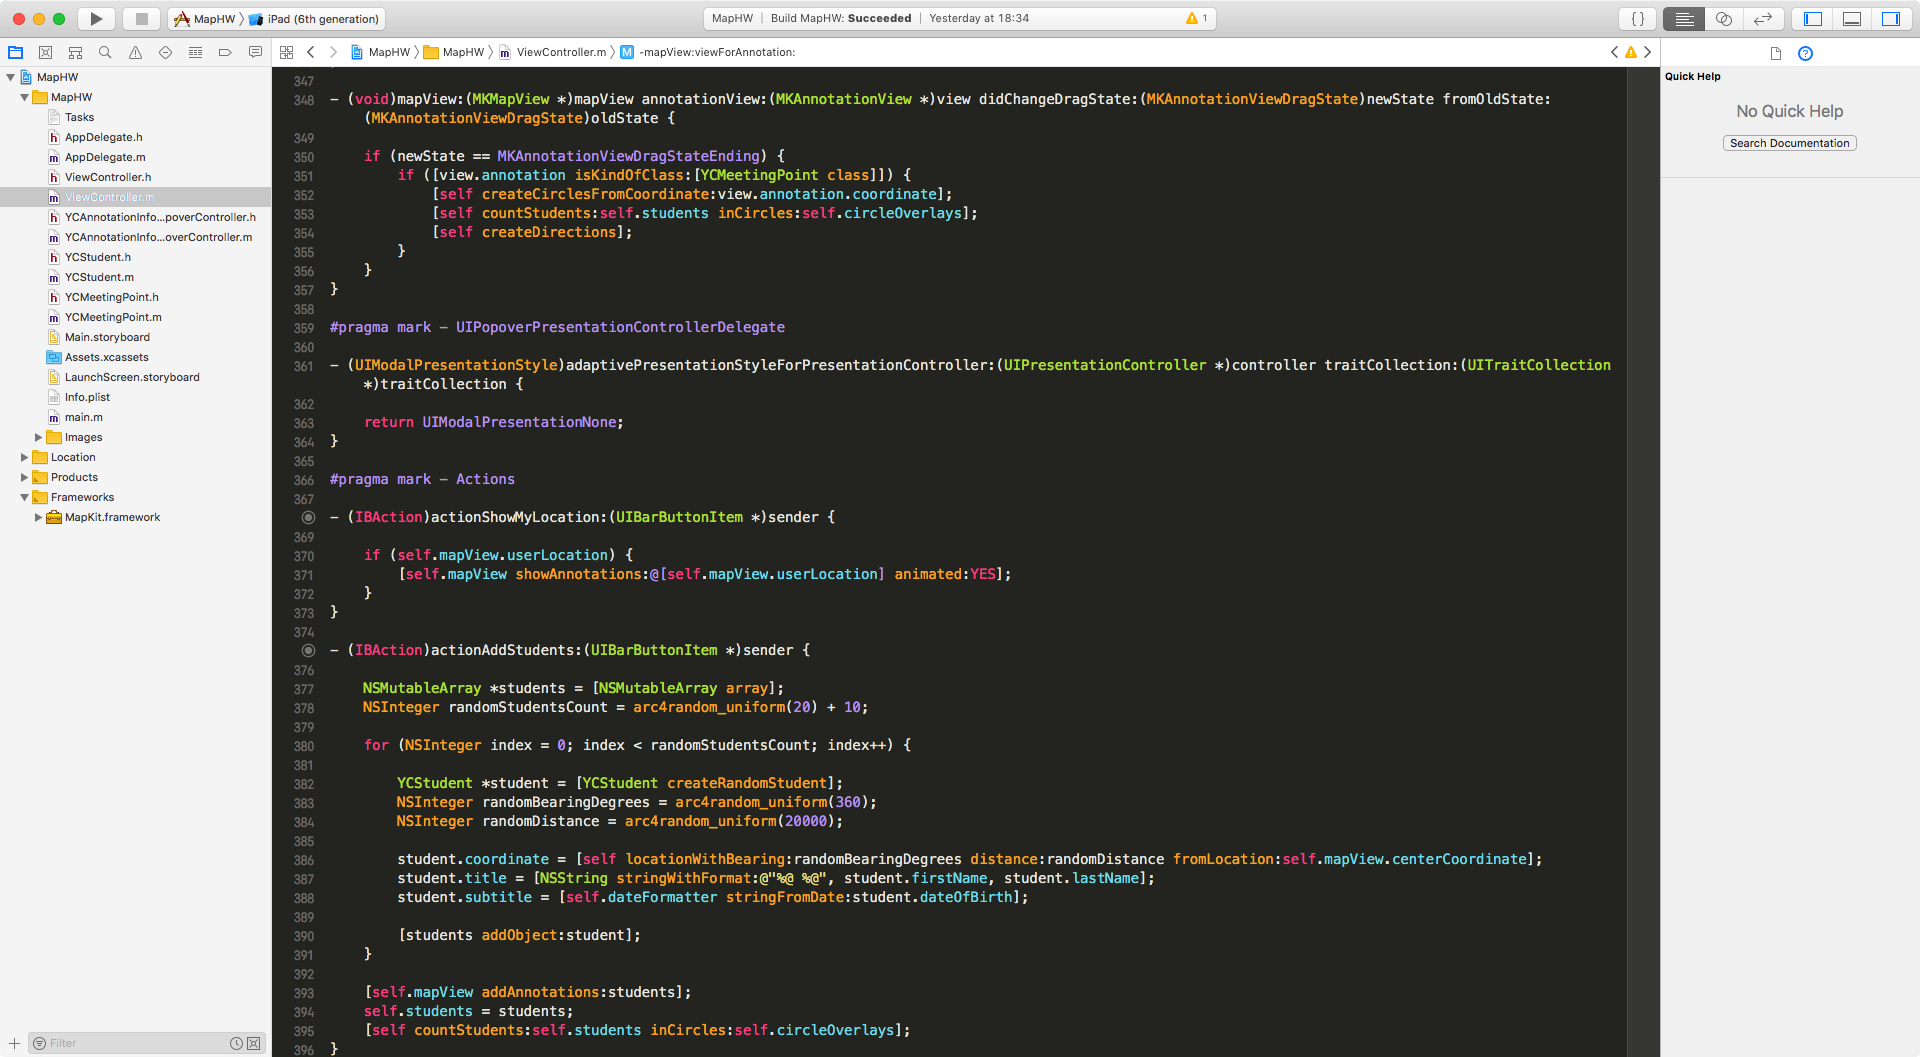 MapHW iPad (6th generation)
MapHW Build MapHW: Succeeded Yesterday at 18:34 1
{}
MapHW MapHW ViewController.m M -mapView:viewForAnnotation:
MapHW
MapHW
Tasks
AppDelegate.h
AppDelegate.m
ViewController.h
ViewController.m
YCAnnotationInfo...poverController.h
YCAnnotationInfo...overController.m
YCStudent.h
YCStudent.m
YCMeetingPoint.h
YCMeetingPoint.m
Main.storyboard
Assets.xcassets
LaunchScreen.storyboard
Info.plist
main.m
Images
Location
Products
Frameworks
MapKit.framework
Filter
347
348 - (void)mapView:(MKMapView *)mapView annotationView:(MKAnnotationView *)view didChangeDragState:(MKAnnotationViewDragState)newState fromOldState:
(MKAnnotationViewDragState)oldState {
349
350 if (newState == MKAnnotationViewDragStateEnding) {
351 if ([view.annotation isKindOfClass:[YCMeetingPoint class]]) {
352 [self createCirclesFromCoordinate:view.annotation.coordinate];
353 [self countStudents:self.students inCircles:self.circleOverlays];
354 [self createDirections];
355 }
356 }
357 }
358
359 #pragma mark - UIPopoverPresentationControllerDelegate
360
361 - (UIModalPresentationStyle)adaptivePresentationStyleForPresentationController:(UIPresentationController *)controller traitCollection:(UITraitCollection
*)traitCollection {
362
363 return UIModalPresentationNone;
364 }
365
366 #pragma mark - Actions
367
- (IBAction)actionShowMyLocation:(UIBarButtonItem *)sender {
369
370 if (self.mapView.userLocation) {
371 [self.mapView showAnnotations:@[self.mapView.userLocation] animated:YES];
372 }
373 }
374
- (IBAction)actionAddStudents:(UIBarButtonItem *)sender {
376
377 NSMutableArray *students = [NSMutableArray array];
378 NSInteger randomStudentsCount = arc4random_uniform(20) + 10;
379
380 for (NSInteger index = 0; index < randomStudentsCount; index++) {
381
382 YCStudent *student = [YCStudent createRandomStudent];
383 NSInteger randomBearingDegrees = arc4random_uniform(360);
384 NSInteger randomDistance = arc4random_uniform(20000);
385
386 student.coordinate = [self locationWithBearing:randomBearingDegrees distance:randomDistance fromLocation:self.mapView.centerCoordinate];
387 student.title = [NSString stringWithFormat:@"%@ %@", student.firstName, student.lastName];
388 student.subtitle = [self.dateFormatter stringFromDate:student.dateOfBirth];
389
390 [students addObject:student];
391 }
392
393 [self.mapView addAnnotations:students];
394 self.students = students;
395 [self countStudents:self.students inCircles:self.circleOverlays];
396 }
Quick Help
No Quick Help
Search Documentation